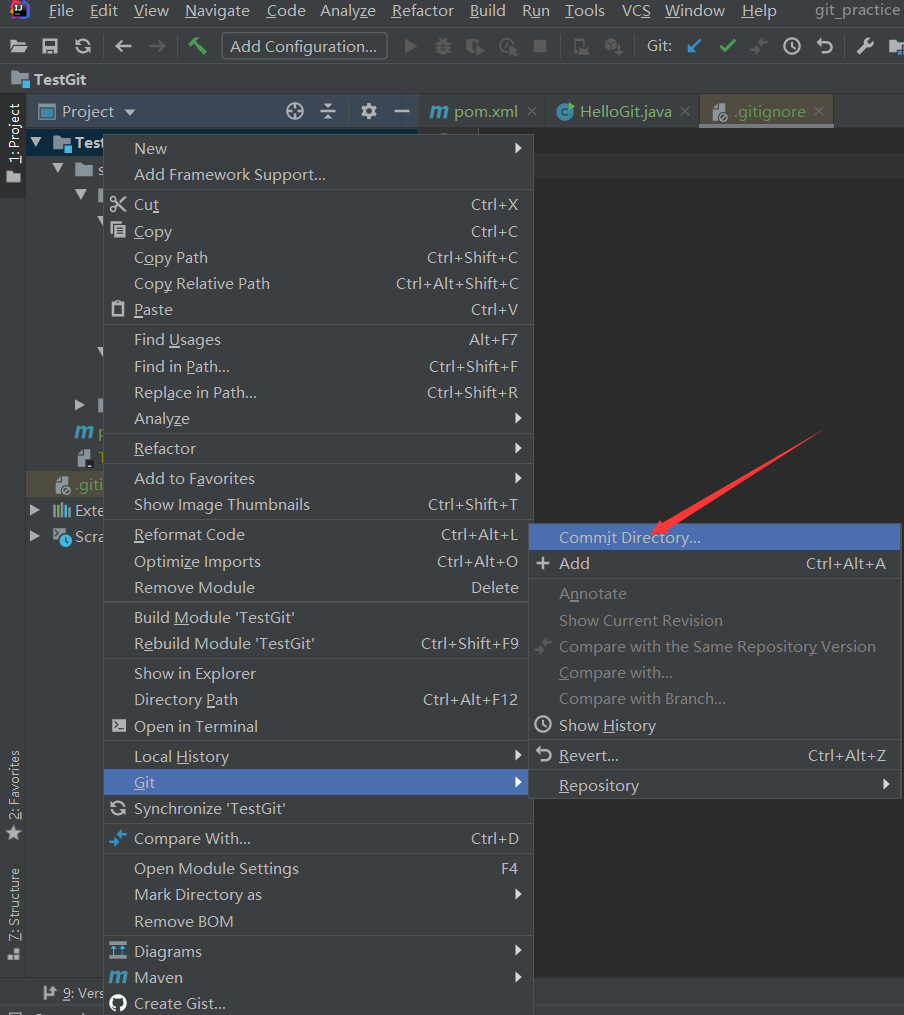 File Edit View Navigate Code Analyze Refactor Build Run Tools VCS Window Help git_practice
Add Configuration... Git:
TestGit
1: Project
Project
pom.xml
HelloGit.java
.gitignore
New
Add Framework Support...
Cut Ctrl+X
Copy Ctrl+C
Copy Path Ctrl+Shift+C
Copy Relative Path Ctrl+Alt+Shift+C
Paste Ctrl+V
Find Usages Alt+F7
Find in Path... Ctrl+Shift+F
Replace in Path... Ctrl+Shift+R
Analyze
Refactor
Add to Favorites
Show Image Thumbnails Ctrl+Shift+T
Reformat Code Ctrl+Alt+L
Optimize Imports Ctrl+Alt+O
Remove Module Delete
Build Module 'TestGit'
Rebuild Module 'TestGit' Ctrl+Shift+F9
Show in Explorer
Directory Path Ctrl+Alt+F12
Open in Terminal
Local History
Git
Synchronize 'TestGit'
Compare With... Ctrl+D
Open Module Settings F4
Mark Directory as
Remove BOM
Diagrams
Maven
Create Gist...
Commit Directory...
Add Ctrl+Alt+A
Annotate
Show Current Revision
Compare with the Same Repository Version
Compare with...
Compare with Branch...
Show History
Revert... Ctrl+Alt+Z
Repository
2: Favorites
Z: Structure
9: Vers